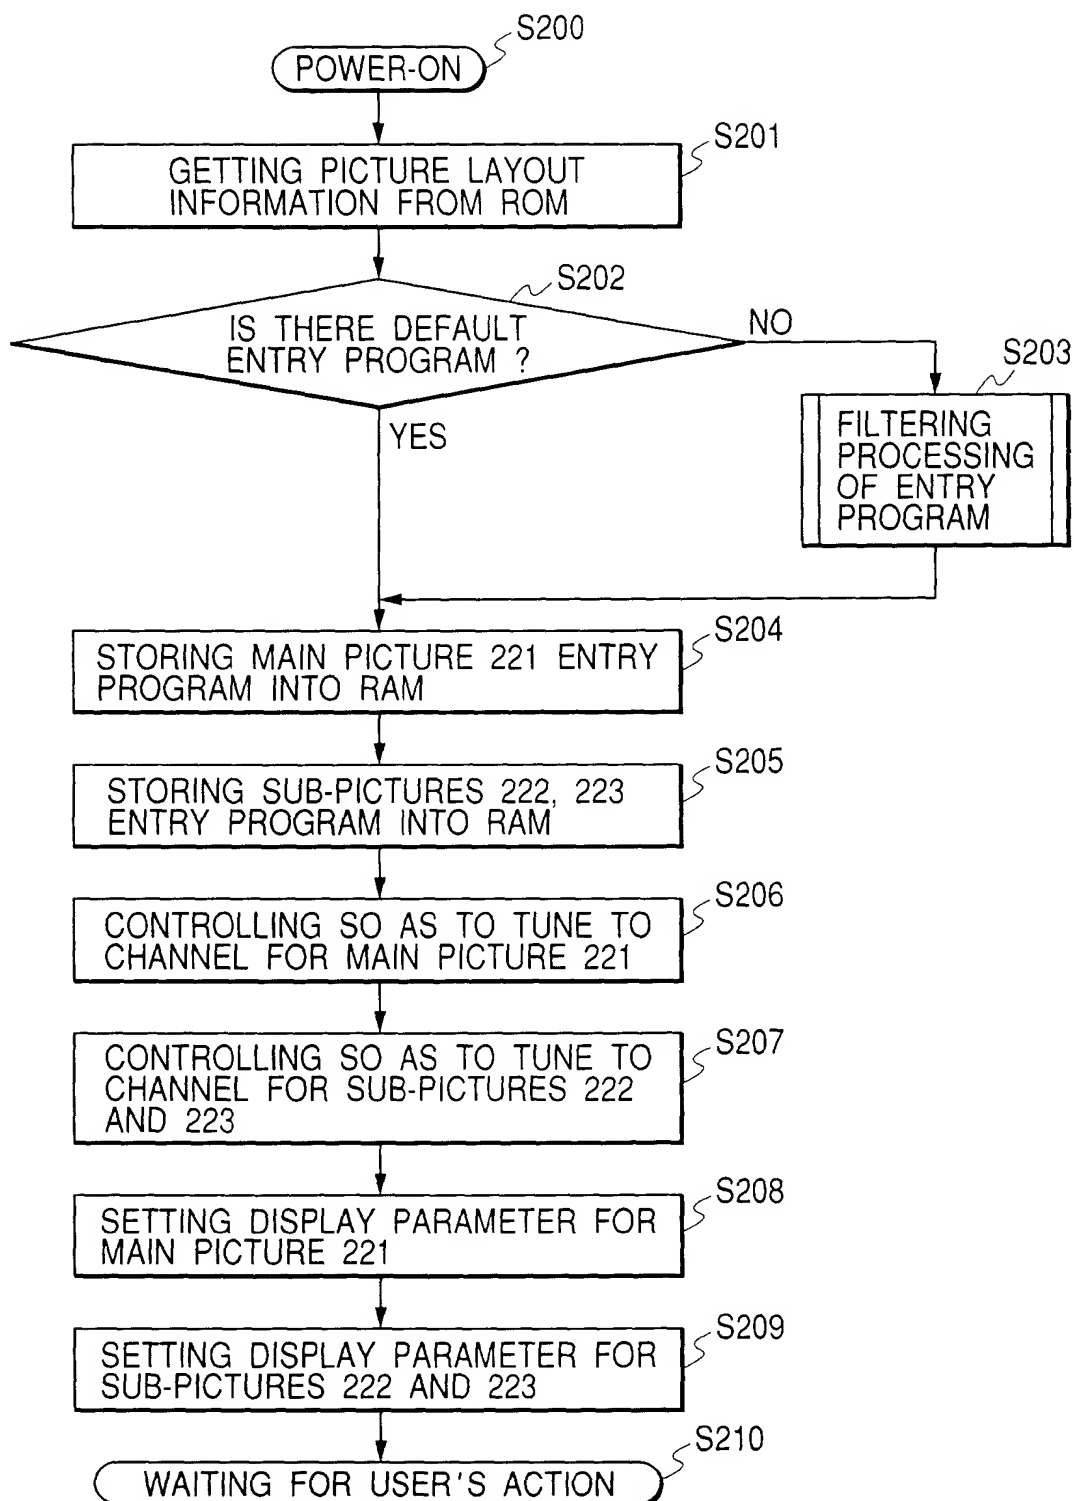 S200
POWER-ON
S201
GETTING PICTURE LAYOUT
INFORMATION FROM ROM
S202
IS THERE DEFAULT
ENTRY PROGRAM ?
NO
S203
FILTERING
PROCESSING
OF ENTRY
PROGRAM
YES
S204
STORING MAIN PICTURE 221 ENTRY
PROGRAM INTO RAM
S205
STORING SUB-PICTURES 222, 223
ENTRY PROGRAM INTO RAM
S206
CONTROLLING SO AS TO TUNE TO
CHANNEL FOR MAIN PICTURE 221
S207
CONTROLLING SO AS TO TUNE TO
CHANNEL FOR SUB-PICTURES 222
AND 223
S208
SETTING DISPLAY PARAMETER FOR
MAIN PICTURE 221
S209
SETTING DISPLAY PARAMETER FOR
SUB-PICTURES 222 AND 223
S210
WAITING FOR USER'S ACTION